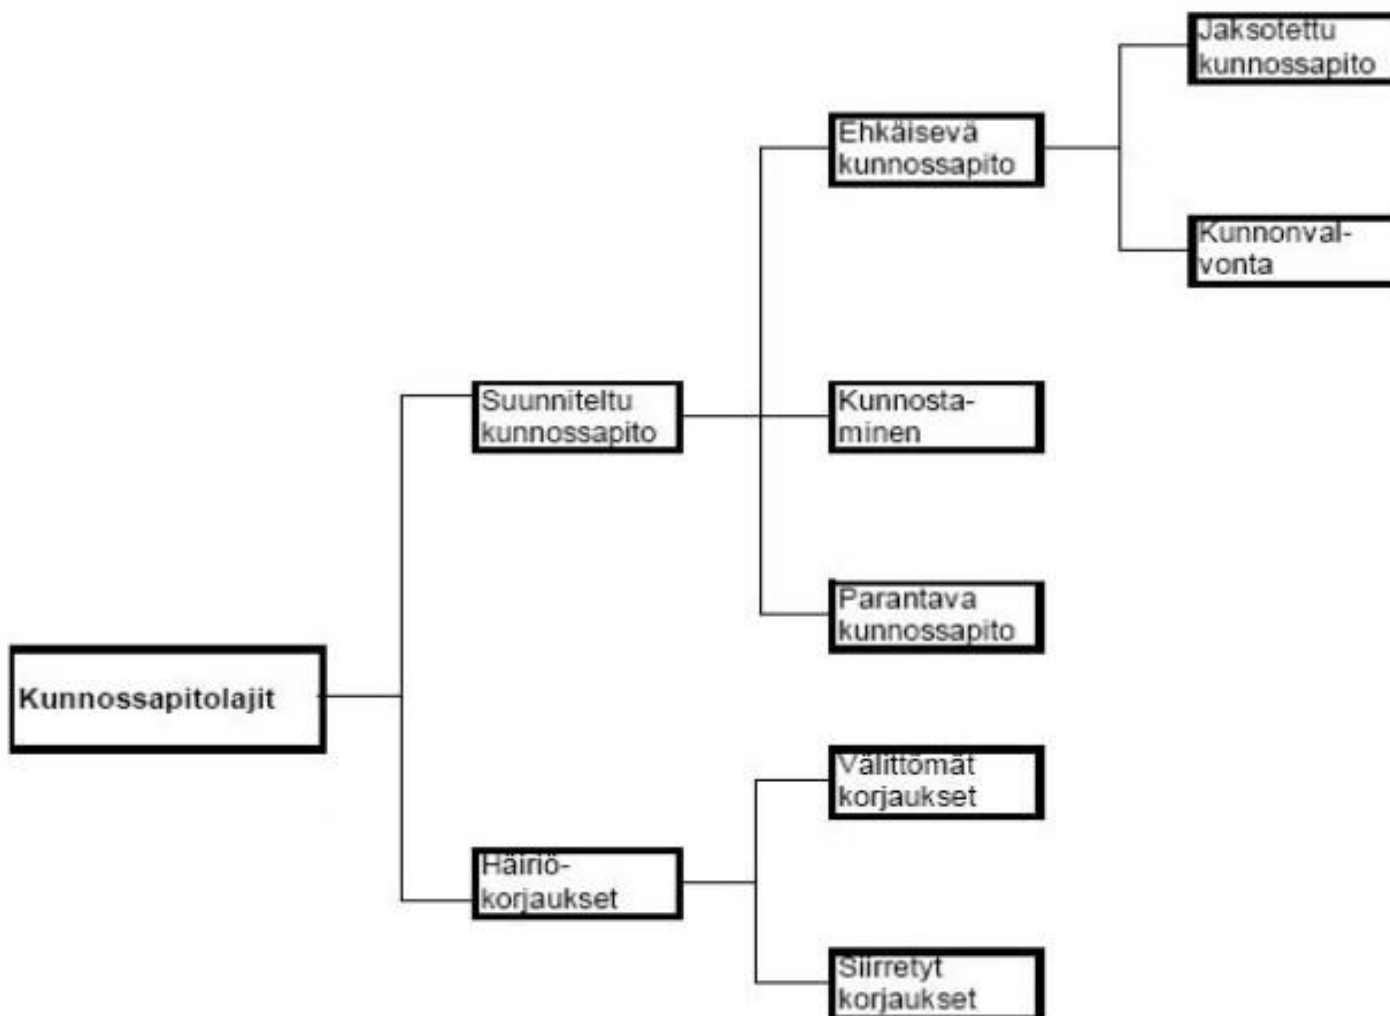 Jaksotettu
kunnossapito
Ehkäisevä
kunnossapito
Kunnonval-
vonta
Suunniteltu
kunnossapito
Kunnosta-
minen
Parantava
kunnossapito
Kunnossapitolajit
Välittömät
korjaukset
Häiriö-
korjaukset
Siirretyt
korjaukset